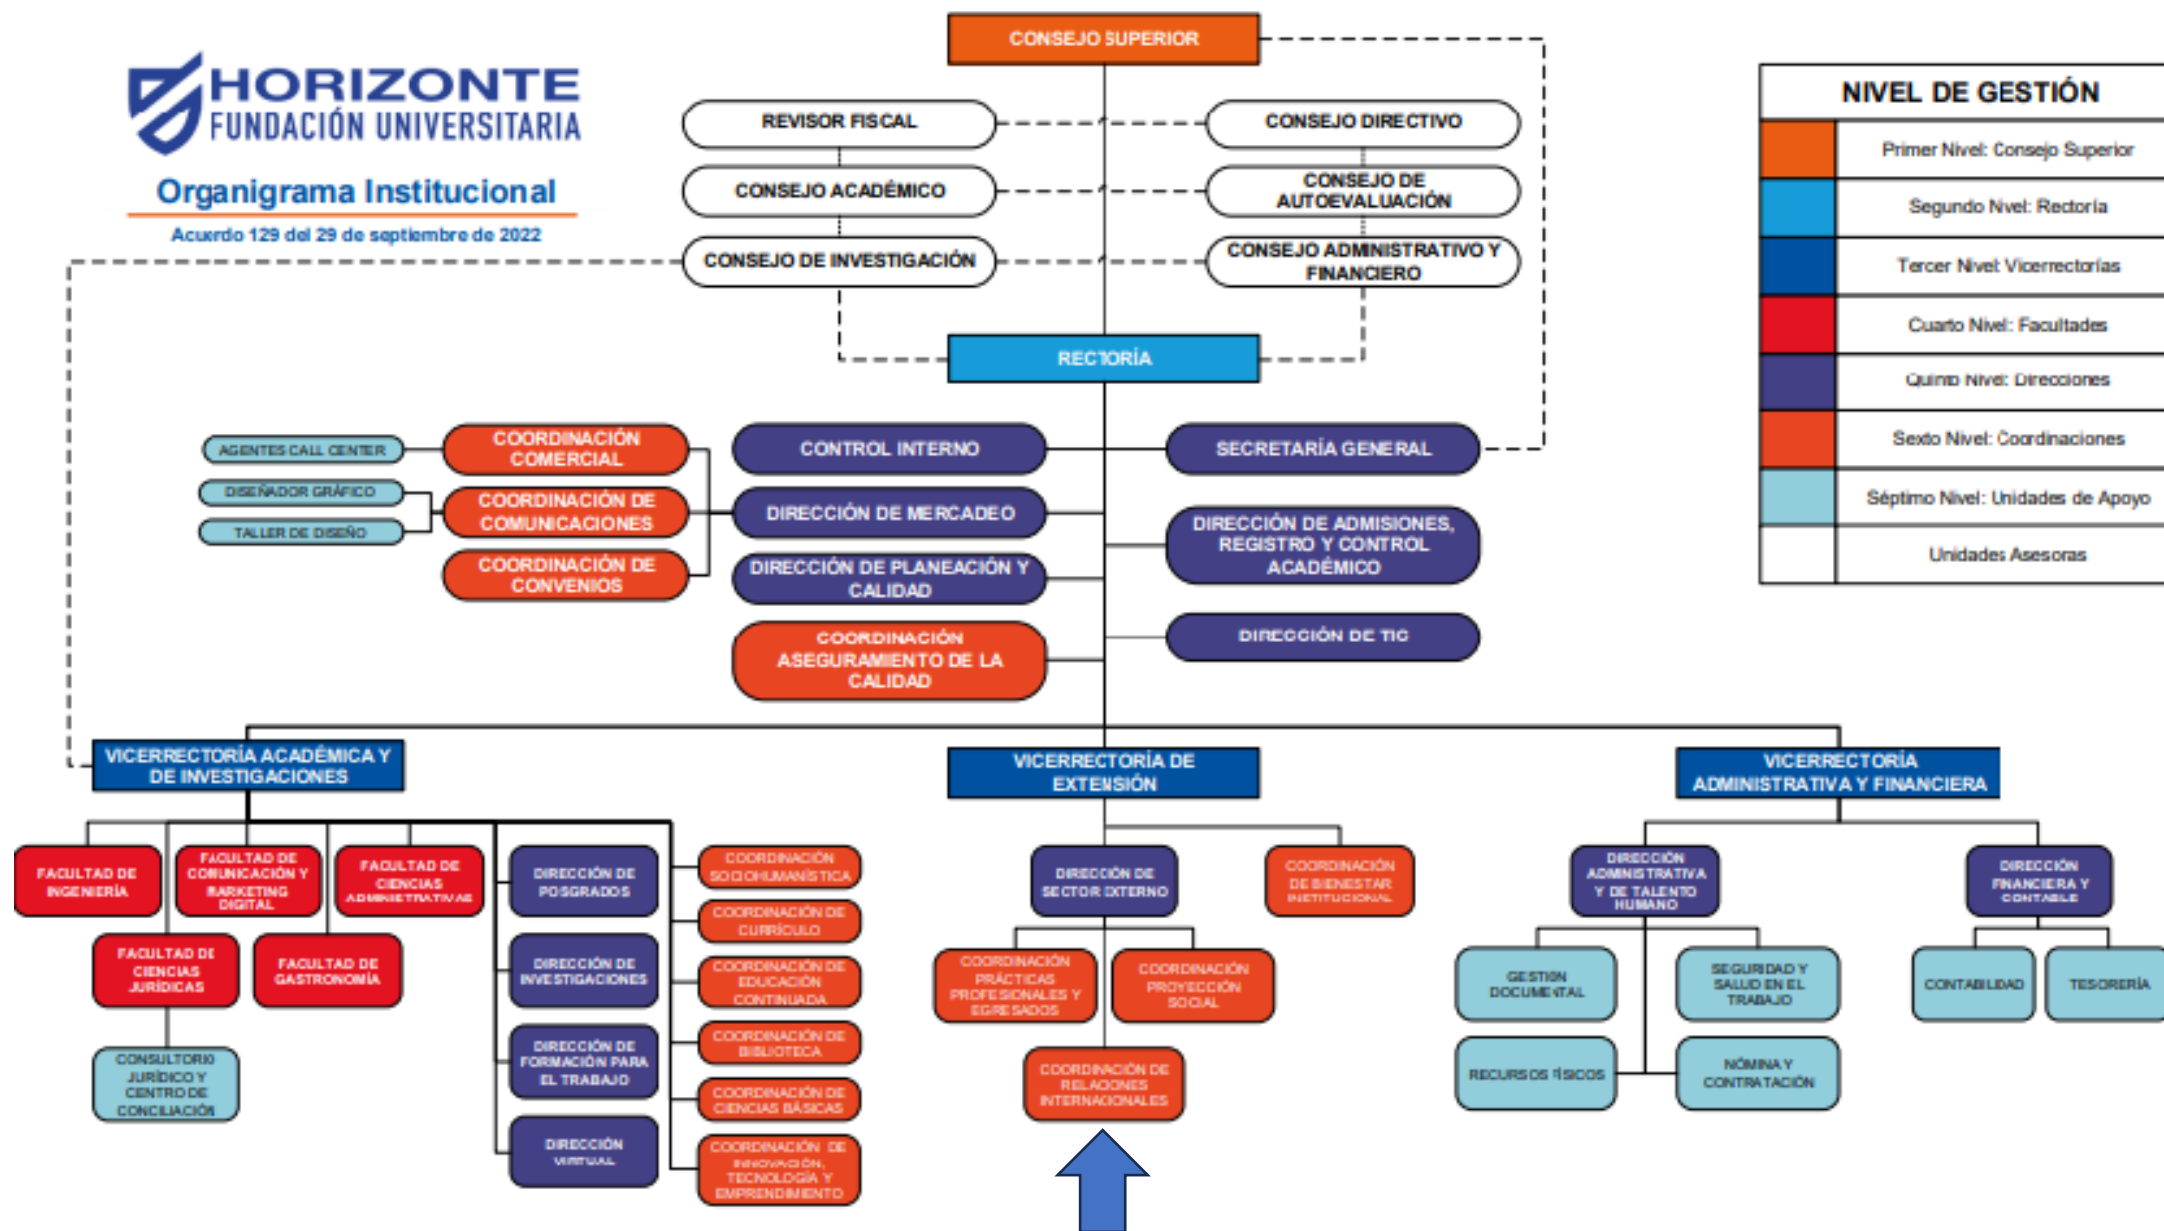 HORIZONTE
FUNDACIÓN UNIVERSITARIA
Organigrama Institucional
Acuerdo 129 del 29 de septiembre de 2022
CONSEJO SUPERIOR
REVISOR FISCAL
CONSEJO DIRECTIVO
CONSEJO ACADÉMICO
CONSEJO DE
AUTOEVALUACIÓN
CONSEJO DE INVESTIGACIÓN
CONSEJO ADMINISTRATIVO Y
FINANCIERO
RECTORÍA
NIVEL DE GESTIÓN
Primer Nivel: Consejo Superior
Segundo Nivel: Rectoría
Tercer Nivel: Vicerrectorías
Cuarto Nivel: Facultades
Quinto Nivel: Direcciones
Sexto Nivel: Coordinaciones
Séptimo Nivel: Unidades de Apoyo
Unidades Asesoras
AGENTES CALL CENTER
COORDINACIÓN
COMERCIAL
CONTROL INTERNO
SECRETARÍA GENERAL
DISEÑADOR GRÁFICO
TALLER DE DISEÑO
COORDINACIÓN DE
COMUNICACIONES
DIRECCIÓN DE MERCADEO
DIRECCIÓN DE ADMISIONES,
REGISTRO Y CONTROL
ACADÉMICO
COORDINACIÓN DE
CONVENIOS
DIRECCIÓN DE PLANEACIÓN Y
CALIDAD
COORDINACIÓN
ASEGURAMIENTO DE LA
CALIDAD
DIRECCIÓN DE TIC
VICERRECTORÍA ACADÉMICA Y
DE INVESTIGACIONES
VICERRECTORÍA DE
EXTENSIÓN
VICERRECTORÍA
ADMINISTRATIVA Y FINANCIERA
FACULTAD DE
INGENIERÍA
FACULTAD DE
COMUNICACIÓN Y
MARKETING
DIGITAL
FACULTAD DE
CIENCIAS
ADMINISTRATIVAS
FACULTAD DE
CIENCIAS
JURÍDICAS
FACULTAD DE
GASTRONOMÍA
CONSULTORIO
JURÍDICO Y
CENTRO DE
CONCILIACIÓN
DIRECCIÓN DE
POSGRADOS
DIRECCIÓN DE
INVESTIGACIONES
DIRECCIÓN DE
FORMACIÓN PARA
EL TRABAJO
DIRECCIÓN
VIRTUAL
COORDINACIÓN
SOCIOHUMANÍSTICA
COORDINACIÓN DE
CURRÍCULO
COORDINACIÓN DE
EDUCACIÓN
CONTINUADA
COORDINACIÓN DE
BIBLIOTECA
COORDINACIÓN DE
CIENCIAS BÁSICAS
COORDINACIÓN DE
INNOVACIÓN,
TECNOLOGÍA Y
EMPRENDIMIENTO
DIRECCIÓN DE
SECTOR EXTERNO
COORDINACIÓN
DE BIENESTAR
INSTITUCIONAL
COORDINACIÓN
PRÁCTICAS
PROFESIONALES Y
EGRESADOS
COORDINACIÓN
PROYECCIÓN
SOCIAL
COORDINACIÓN DE
RELACIONES
INTERNACIONALES
DIRECCIÓN
ADMINISTRATIVA
Y DE TALENTO
HUMANO
DIRECCIÓN
FINANCIERA Y
CONTABLE
GESTIÓN
DOCUMENTAL
SEGURIDAD Y
SALUD EN EL
TRABAJO
RECURSOS FÍSICOS
NÓMINA Y
CONTRATACIÓN
CONTABILIDAD
TESORERÍA